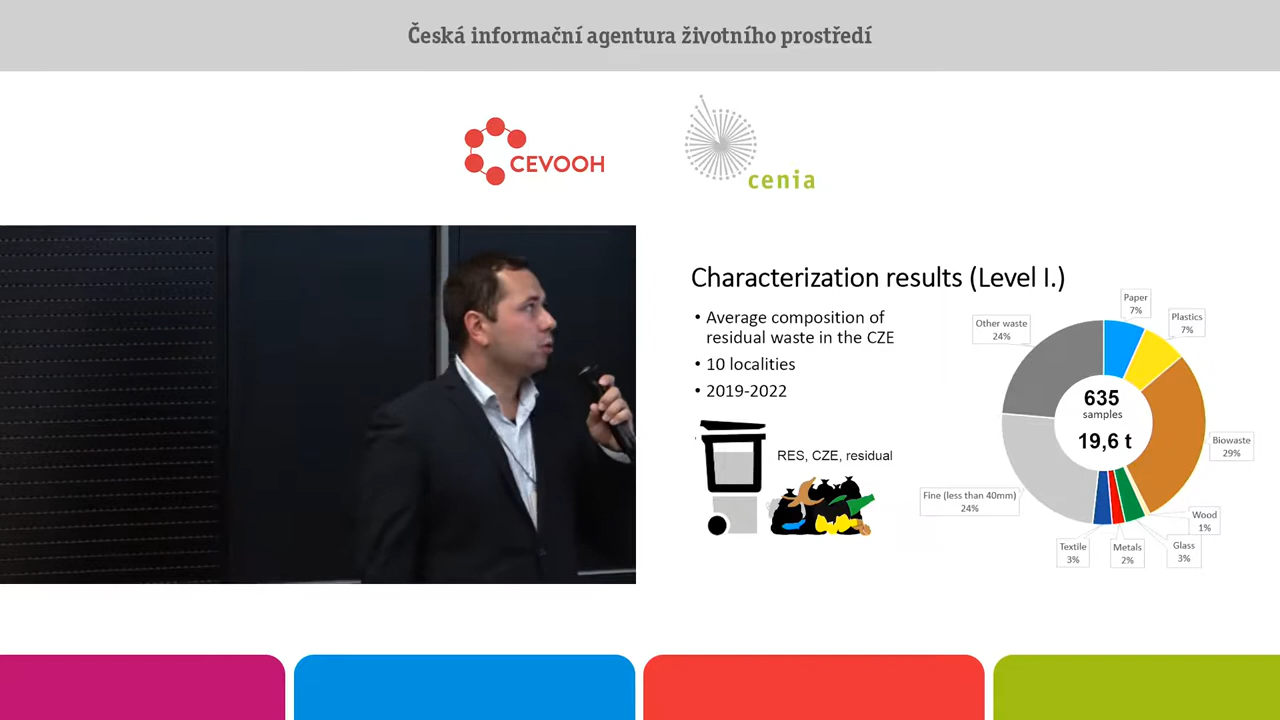 Česká informační agentura životního prostředí
CEVOOH
cenia
Characterization results (Level I.)
• Average composition of
residual waste in the CZE
• 10 localities
• 2019-2022
RES, CZE, residual
Paper
7%
Plastics
7%
Other waste
24%
635
samples
19,6 t
Biowaste
29%
Fine (less than 40mm)
24%
Wood
1%
Textile
3%
Metals
2%
Glass
3%